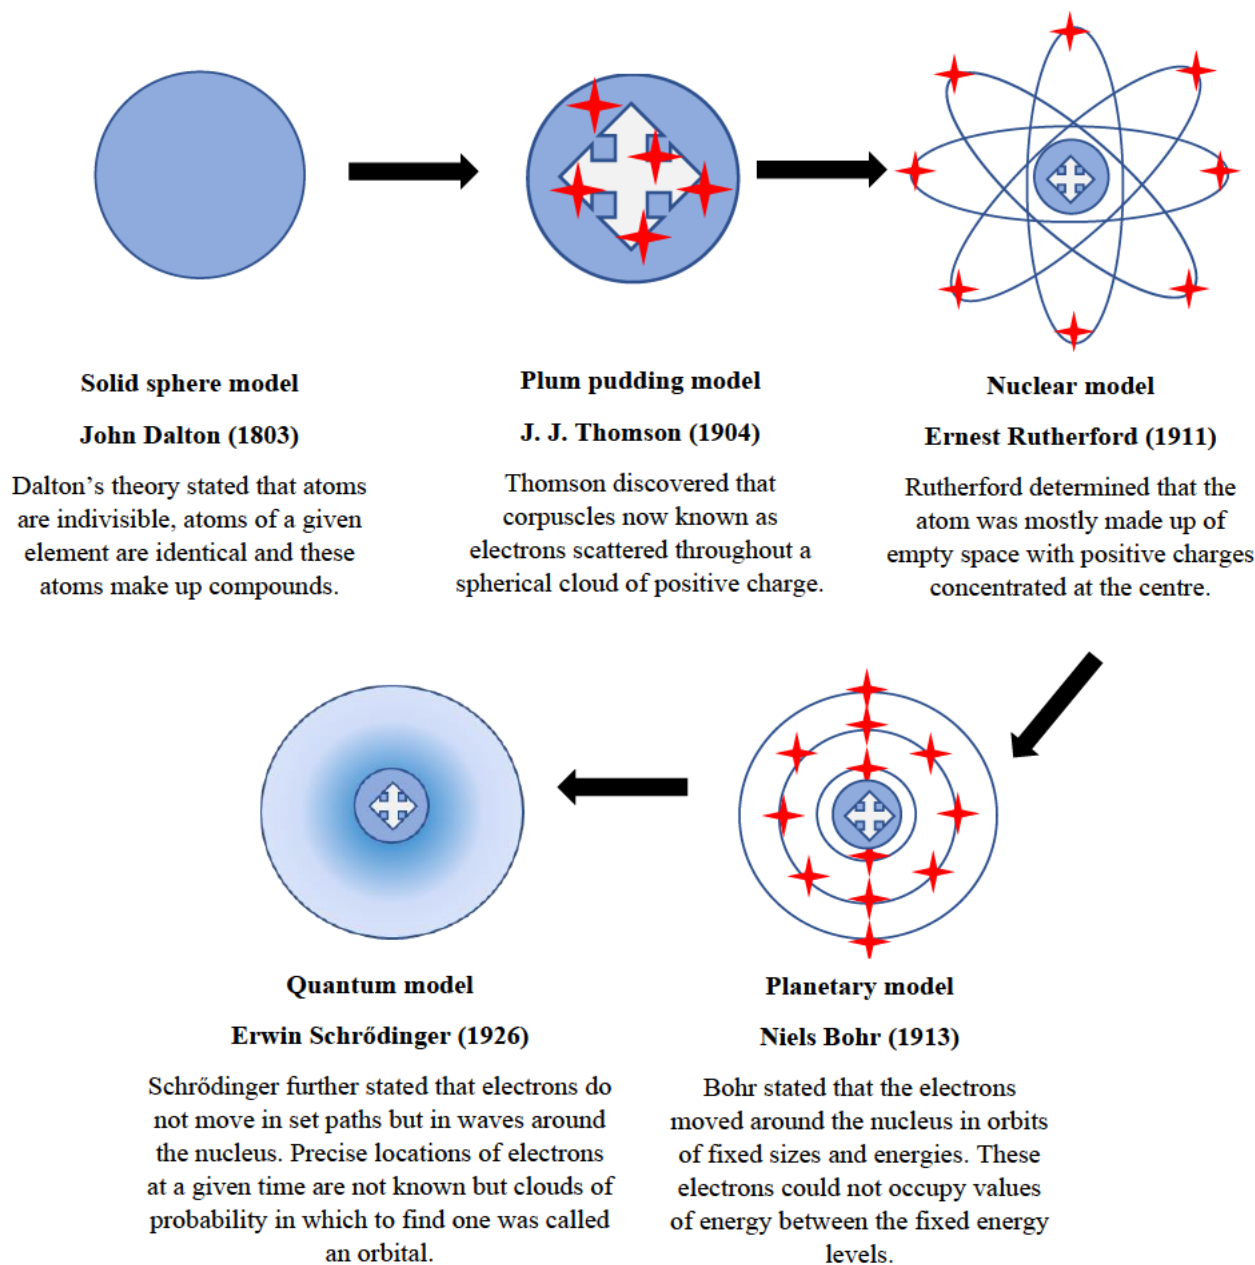 Solid sphere model
John Dalton (1803)
Dalton’s theory stated that atoms
are indivisible, atoms of a given
element are identical and these
atoms make up compounds.
Plum pudding model
J. J. Thomson (1904)
Thomson discovered that
corpuscles now known as
electrons scattered throughout a
spherical cloud of positive charge.
Nuclear model
Ernest Rutherford (1911)
Rutherford determined that the
atom was mostly made up of
empty space with positive charges
concentrated at the centre.
Quantum model
Erwin Schrődinger (1926)
Schrődinger further stated that electrons do
not move in set paths but in waves around
the nucleus. Precise locations of electrons
at a given time are not known but clouds of
probability in which to find one was called
an orbital.
Planetary model
Niels Bohr (1913)
Bohr stated that the electrons
moved around the nucleus in orbits
of fixed sizes and energies. These
electrons could not occupy values
of energy between the fixed energy
levels.